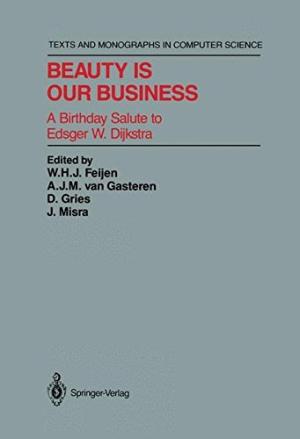 TEXTS AND MONOGRAPHS IN COMPUTER SCIENCE
BEAUTY IS
OUR BUSINESS
A Birthday Salute to
Edsger W. Dijkstra
Edited by
W.H.J. Feijen
A.J.M. van Gasteren
D. Gries
J. Misra
Springer-Verlag